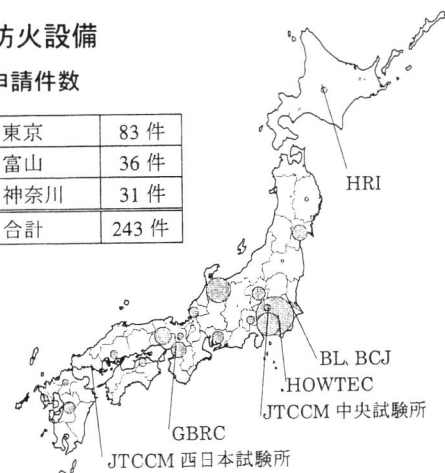 防火設備
申請件数
東京 83 件
富山 36 件
神奈川 31 件
合計 243 件
HRI
BL, BCJ
HOWTEC
JTCCM 中央試験所
GBRC
JTCCM 西日本試験所